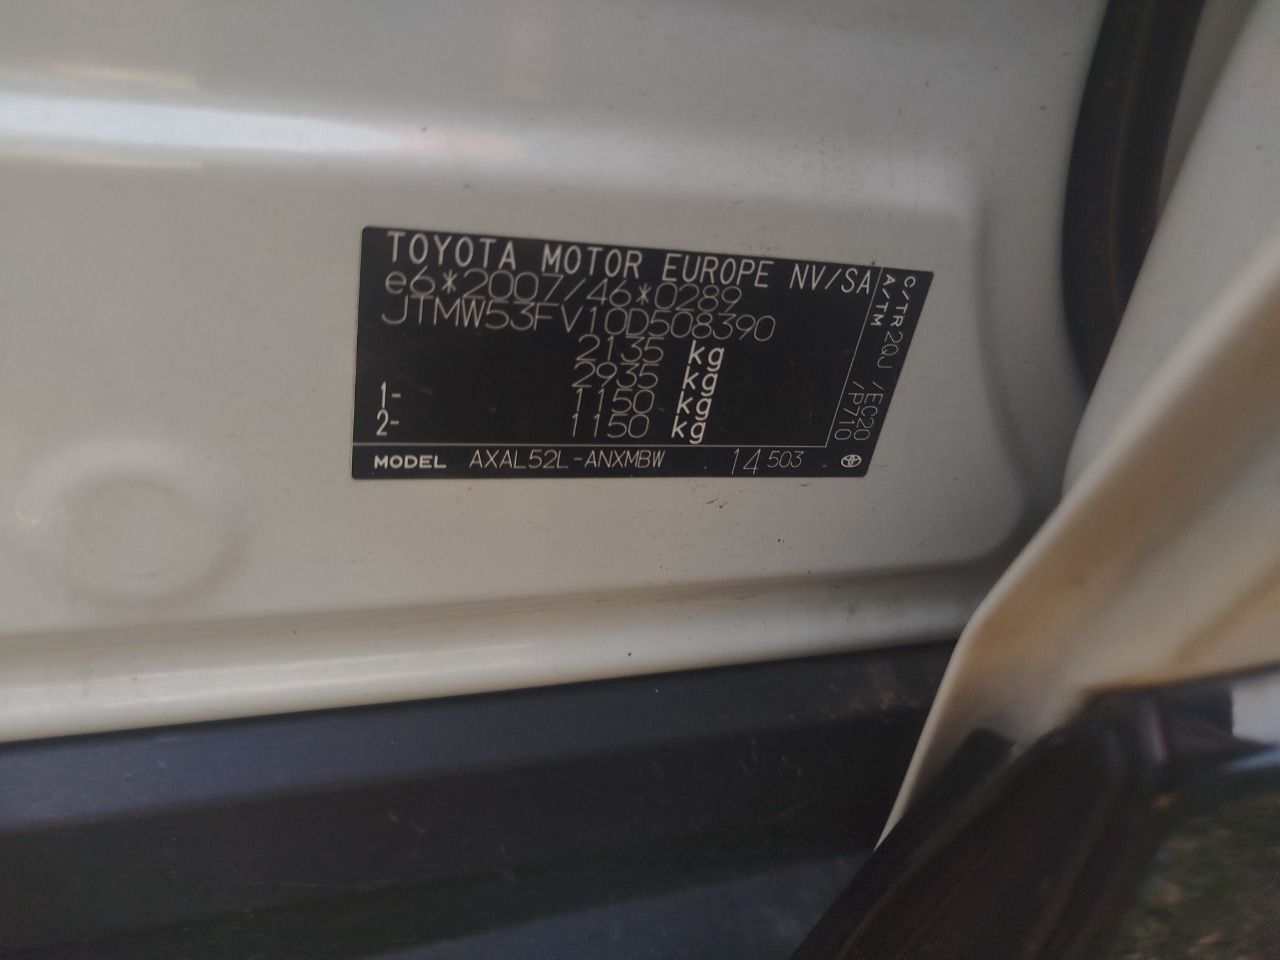 TOYOTA MOTOR EUROPE NV/SA
e6*2007/46*0289
JTMW53FV10D508390
2135 kg
2935 kg
1- 1150 kg
2- 1150 kg
C/TR 2QJ /EC20
A/TM /P710
MODEL AXAL52L-ANXMBW 14 503